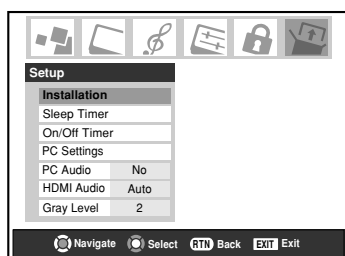 Setup
Installation
Sleep Timer
On/Off Timer
PC Settings
PC Audio No
HDMI Audio Auto
Gray Level 2
Navigate Select RTN Back EXIT Exit